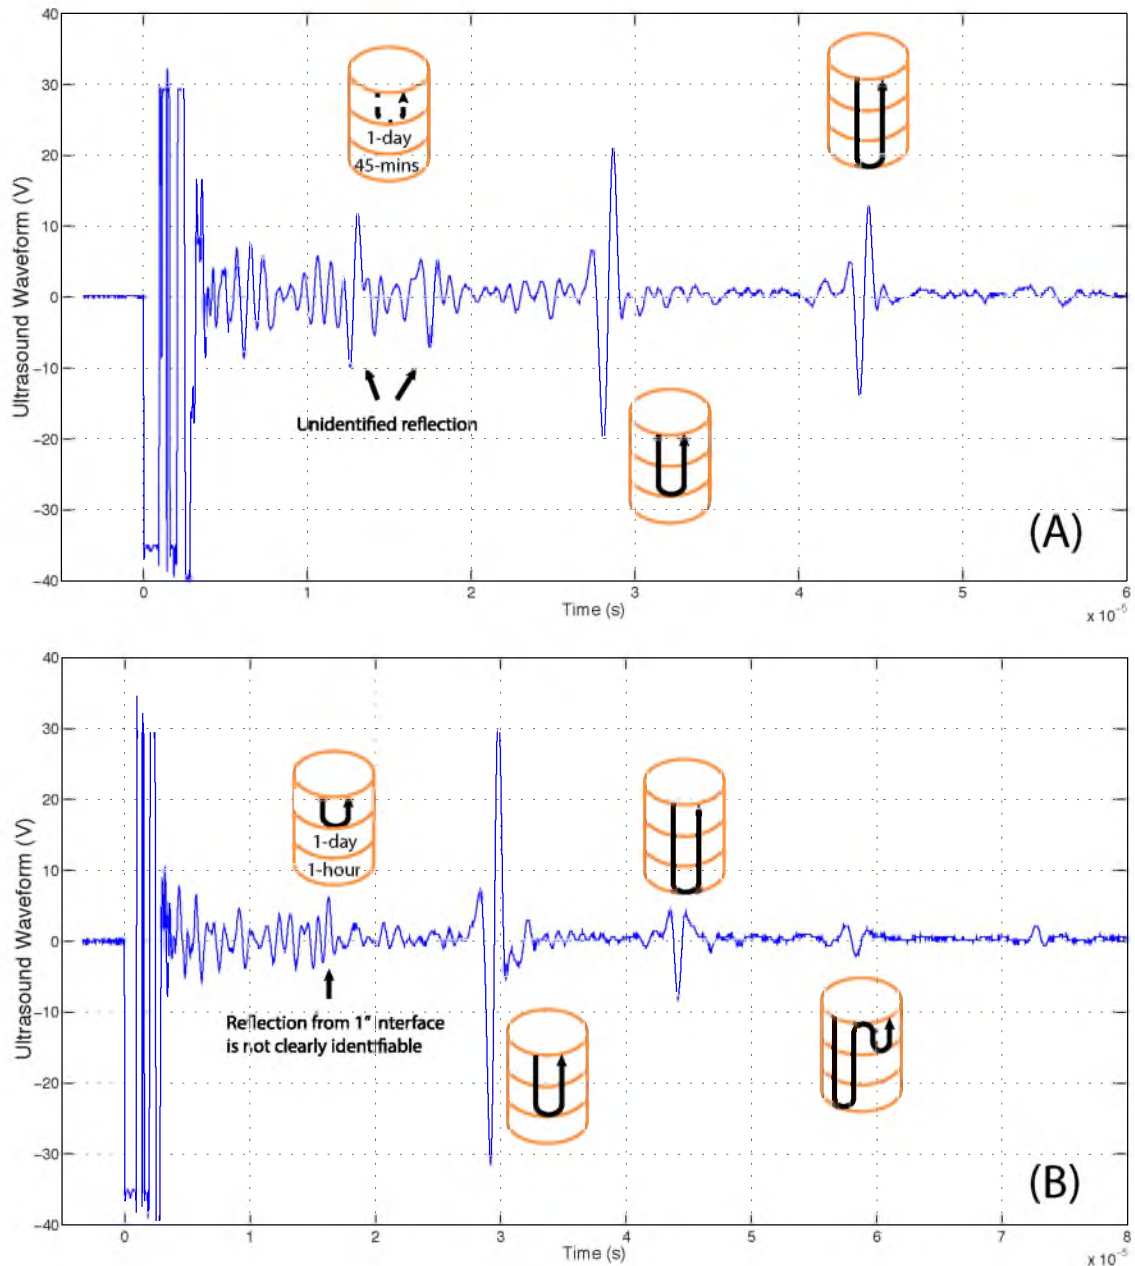 40
30
20
10
0
−10
−20
−30
−40
Ultrasound Waveform (V)
1-day
45-mins
Unidentified reflection
(A)
0
1
2
3
4
5
6
Time (s)
x 10⁻⁵
40
30
20
10
0
−10
−20
−30
−40
Ultrasound Waveform (V)
1-day
1-hour
Reflection from 1" interface
is not clearly identifiable
(B)
0
1
2
3
4
5
6
7
8
Time (s)
x 10⁻⁵